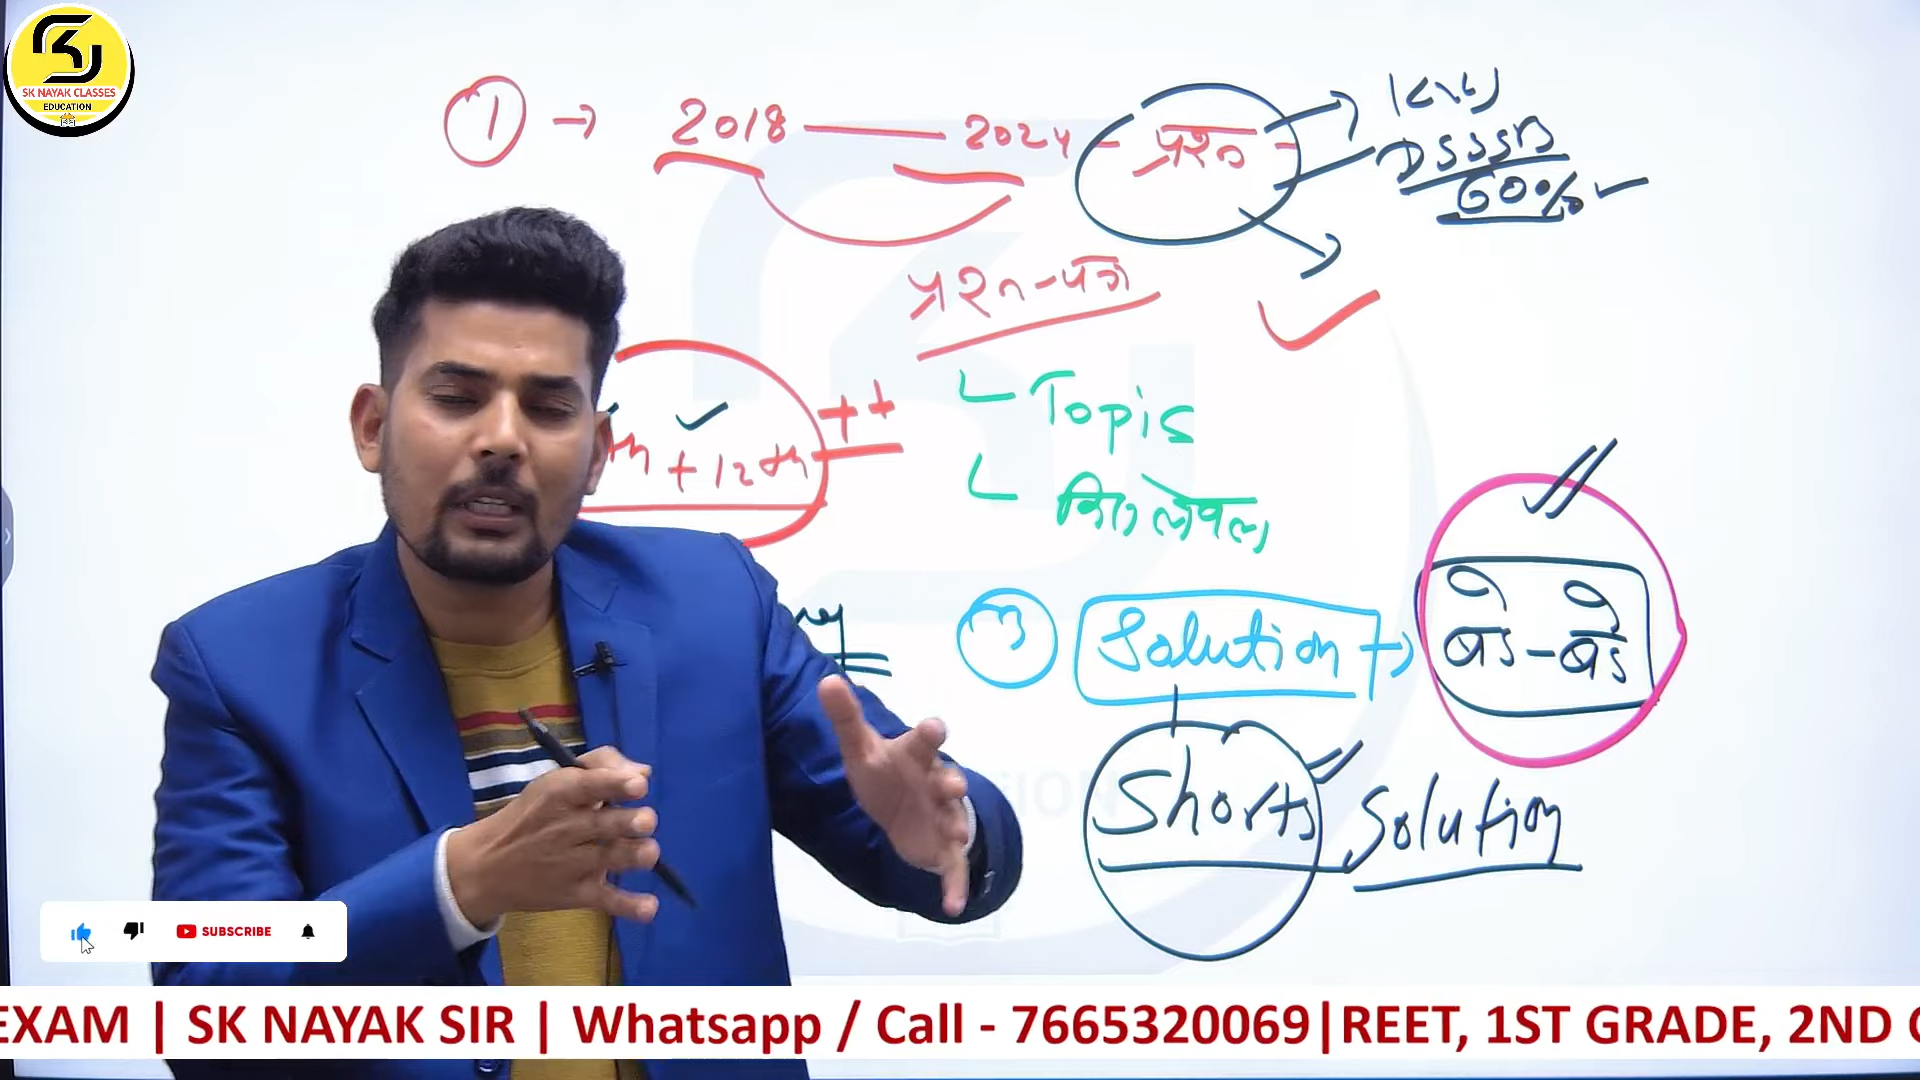 SK NAYAK CLASSES
EDUCATION
1 → 2018 — 2024 प्रश्न
DSSSB
60%
प्रश्न-पत्र
+ 12th ++
Topic
3 Solution → बड़े-बड़े
Shorts Solution
SUBSCRIBE
EXAM | SK NAYAK SIR | Whatsapp / Call - 7665320069|REET, 1ST GRADE, 2ND